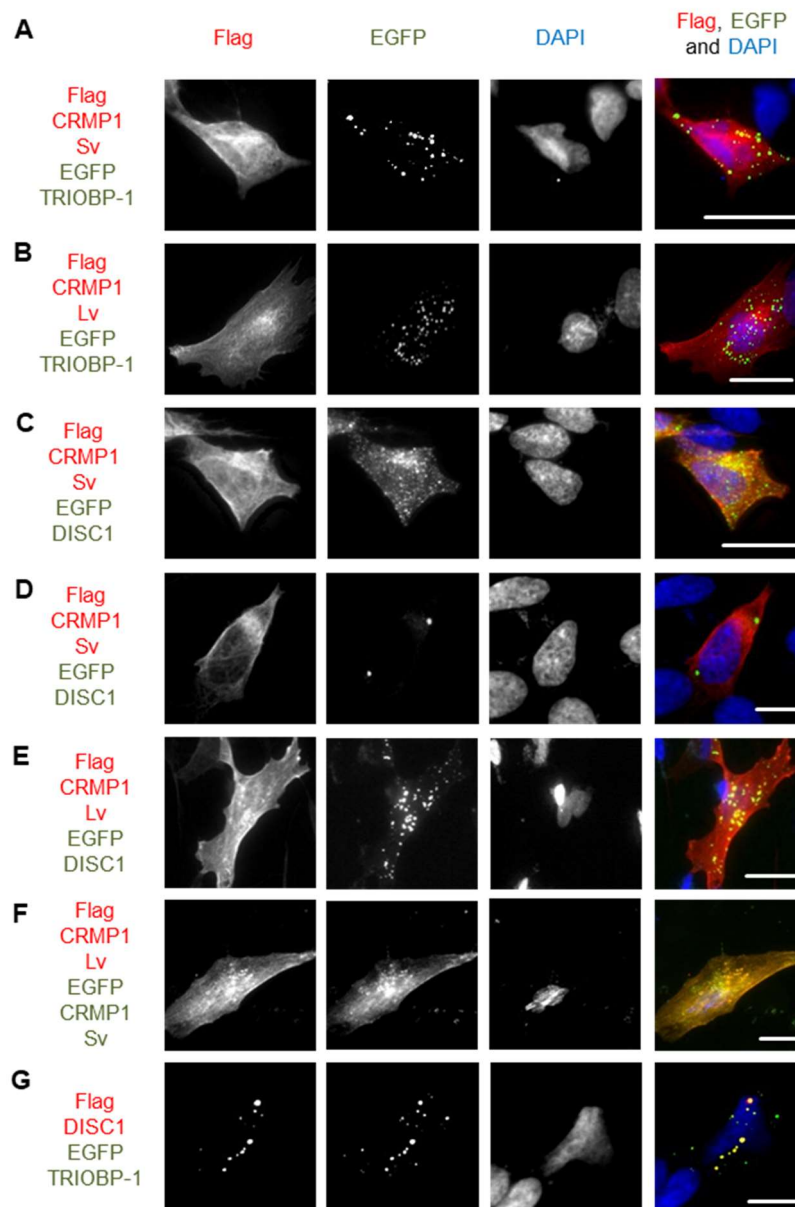 A
Flag
EGFP
DAPI
Flag, EGFP
and DAPI
Flag
CRMP1
Sv
EGFP
TRIOBP-1
B
Flag
CRMP1
Lv
EGFP
TRIOBP-1
C
Flag
CRMP1
Sv
EGFP
DISC1
D
Flag
CRMP1
Sv
EGFP
DISC1
E
Flag
CRMP1
Lv
EGFP
DISC1
F
Flag
CRMP1
Lv
EGFP
CRMP1
Sv
G
Flag
DISC1
EGFP
TRIOBP-1